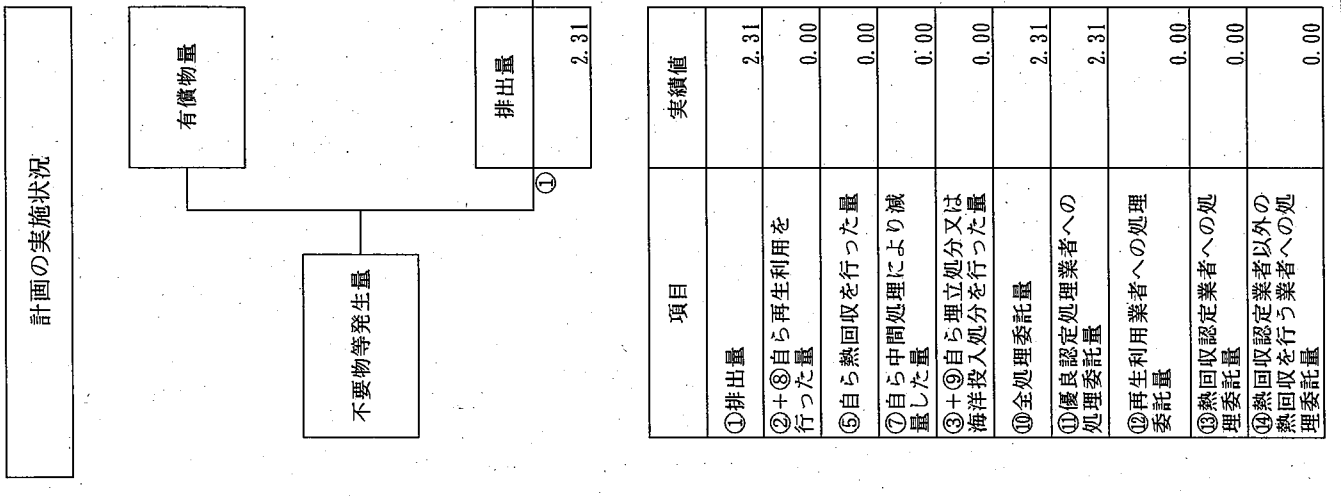 計画の実施状況
有償物量
不要物等発生量
排出量
①
2.31
項目
実績値
①排出量
2.31
②+⑧自ら再生利用を
行った量
0.00
⑤自ら熱回収を行った量
0.00
⑦自ら中間処理により減
量した量
0.00
③+⑨自ら埋立処分又は
海洋投入処分を行った量
0.00
⑩全処理委託量
2.31
⑪優良認定処理業者への
処理委託量
2.31
⑫再生利用業者への処理
委託量
0.00
⑬熱回収認定業者への処
理委託量
0.00
⑭熱回収認定業者以外の
熱回収を行う業者への処
理委託量
0.00